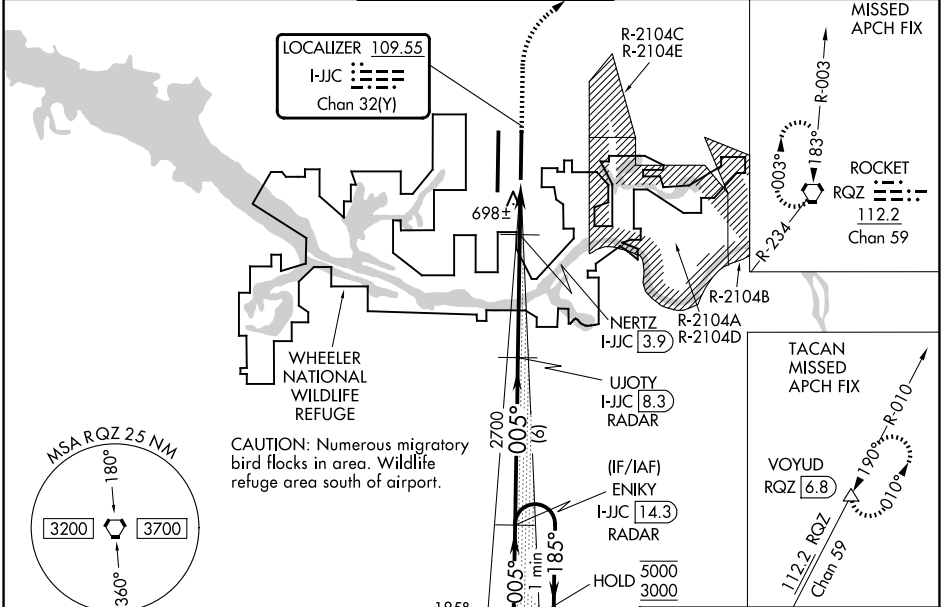 LOCALIZER 109.55
I-JJC
Chan 32(Y)
R-2104C
R-2104E
MISSED
APCH FIX
R-003
003°
183°
ROCKET
RQZ
112.2
Chan 59
R-234
698±
R-2104B
NERTZ
I-JJC 3.9
R-2104A
R-2104D
WHEELER
NATIONAL
WILDLIFE
REFUGE
UJOTY
I-JJC 8.3
RADAR
2700
005°
(6)
TACAN
MISSED
APCH FIX
R-010
190°
010°
VOYUD
RQZ 6.8
112.2 RQZ
Chan 59
CAUTION: Numerous migratory
bird flocks in area. Wildlife
refuge area south of airport.
MSA RQZ 25 NM
180°
3200
3700
360°
(IF/IAF)
ENIKY
I-JJC 14.3
RADAR
005°
1 min
185°
HOLD 5000
3000